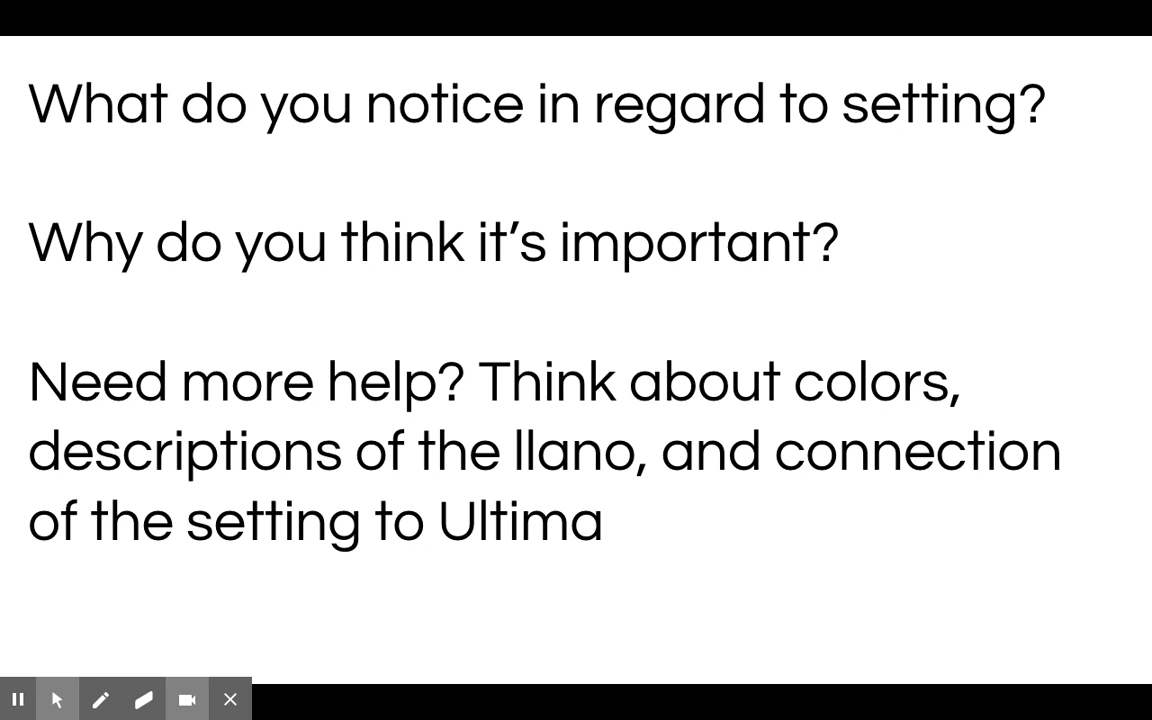 What do you notice in regard to setting?
Why do you think it’s important?
Need more help? Think about colors,
descriptions of the llano, and connection
of the setting to Ultima